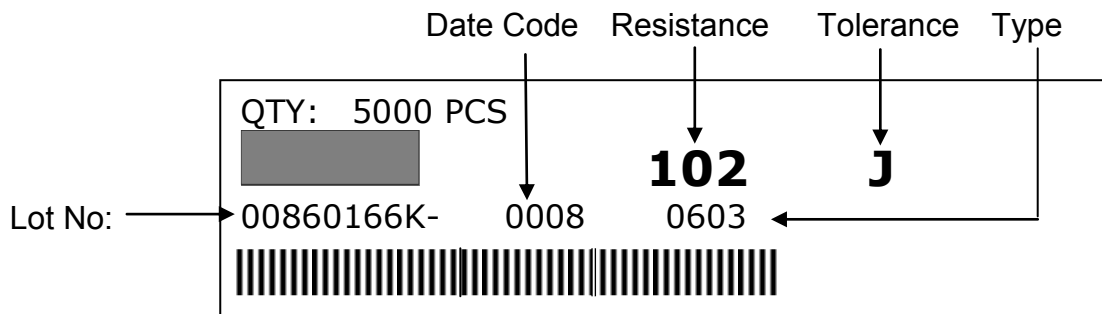 Date Code Resistance Tolerance Type
QTY: 5000 PCS
102 J
Lot No: 00860166K- 0008 0603